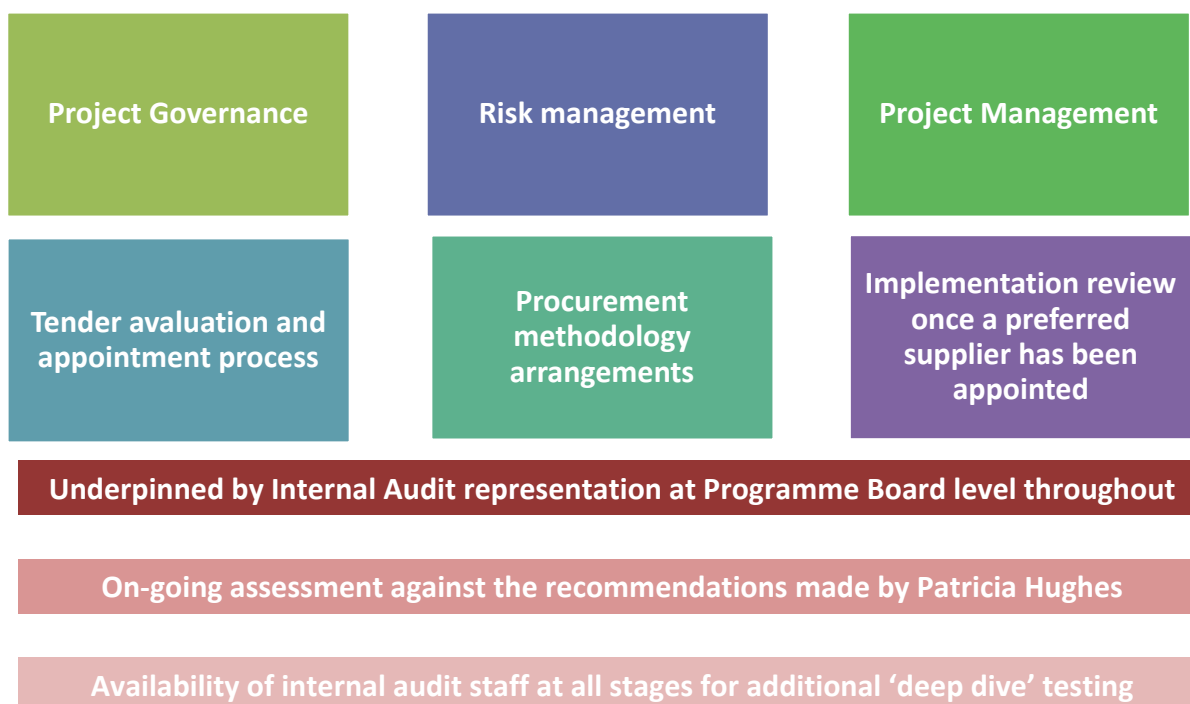 Project Governance
Risk management
Project Management
Tender avaluation and
appointment process
Procurement
methodology
arrangements
Implementation review
once a preferred
supplier has been
appointed
Underpinned by Internal Audit representation at Programme Board level throughout
On-going assessment against the recommendations made by Patricia Hughes
Availability of internal audit staff at all stages for additional ‘deep dive’ testing